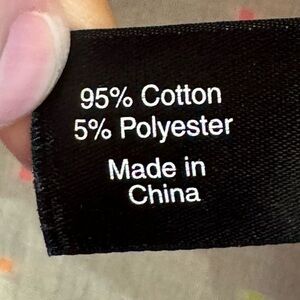 95% Cotton
5% Polyester
Made in
China